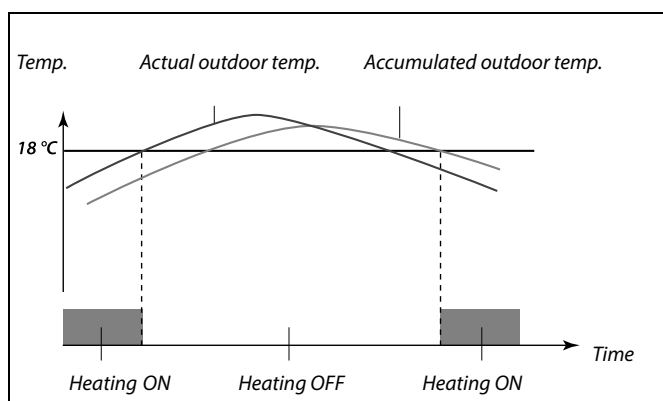 Temp.
Actual outdoor temp.
Accumulated outdoor temp.
18 °C
Time
Heating ON
Heating OFF
Heating ON